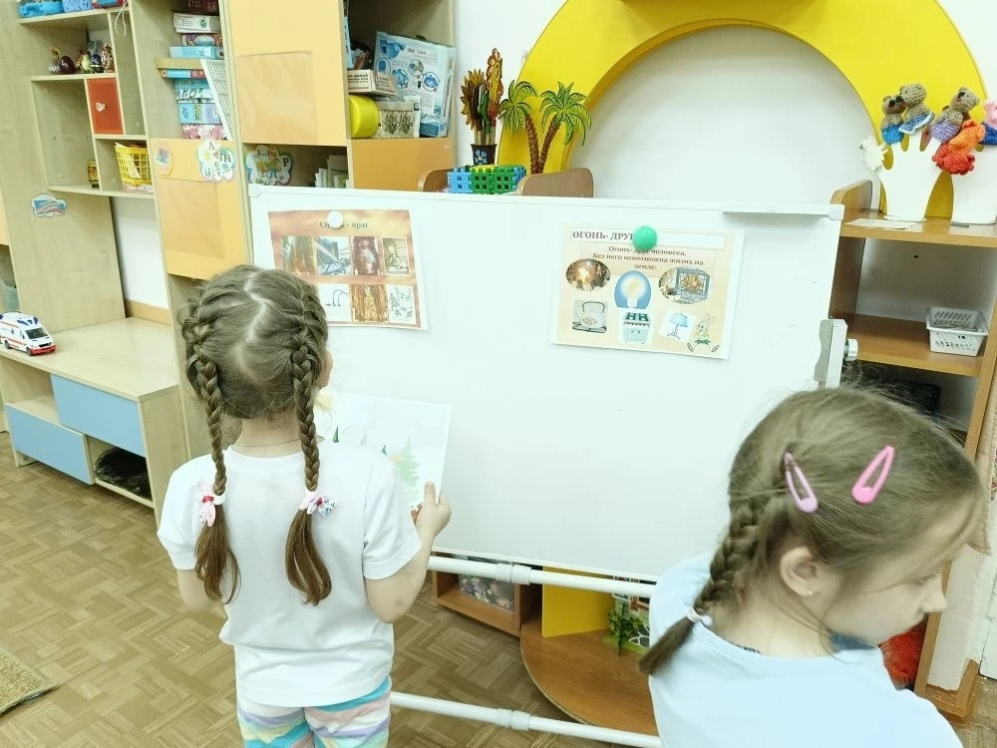 Огонь - враг
ОГОНЬ- ДРУГ
Огонь- друг человека.
Без него невозможна жизнь на
земле.